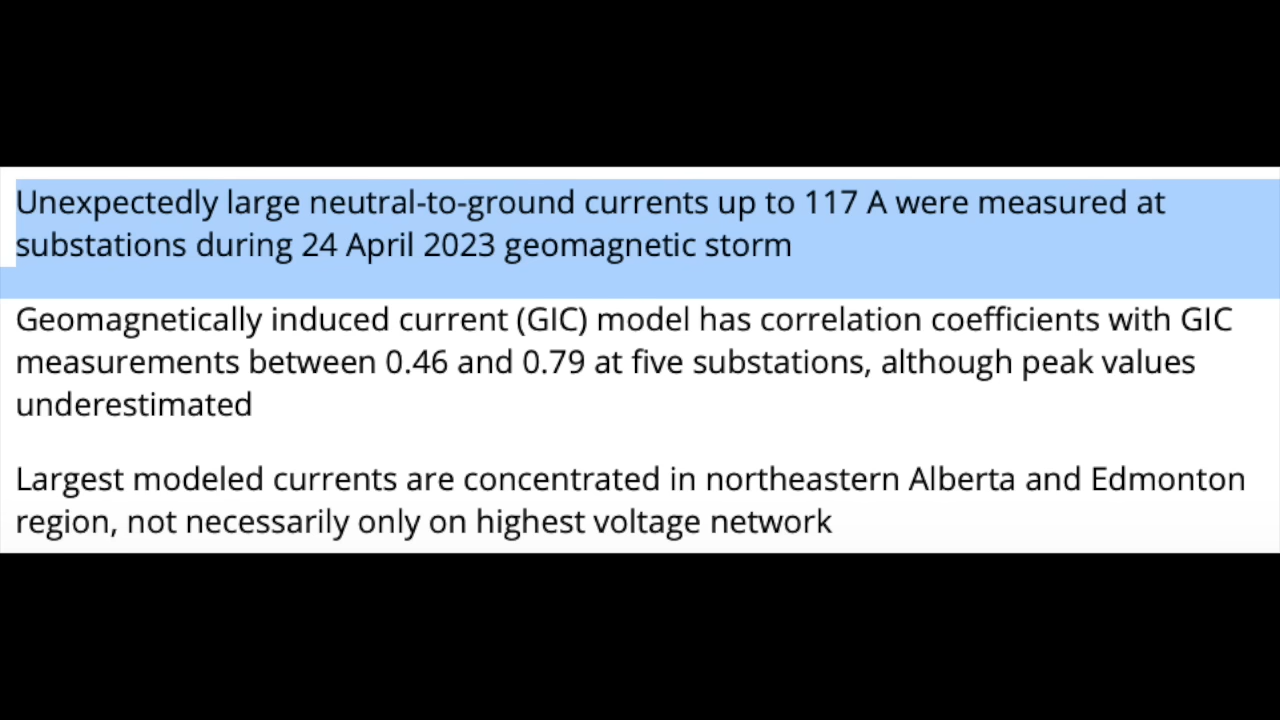 Unexpectedly large neutral-to-ground currents up to 117 A were measured at
substations during 24 April 2023 geomagnetic storm
Geomagnetically induced current (GIC) model has correlation coefficients with GIC
measurements between 0.46 and 0.79 at five substations, although peak values
underestimated
Largest modeled currents are concentrated in northeastern Alberta and Edmonton
region, not necessarily only on highest voltage network